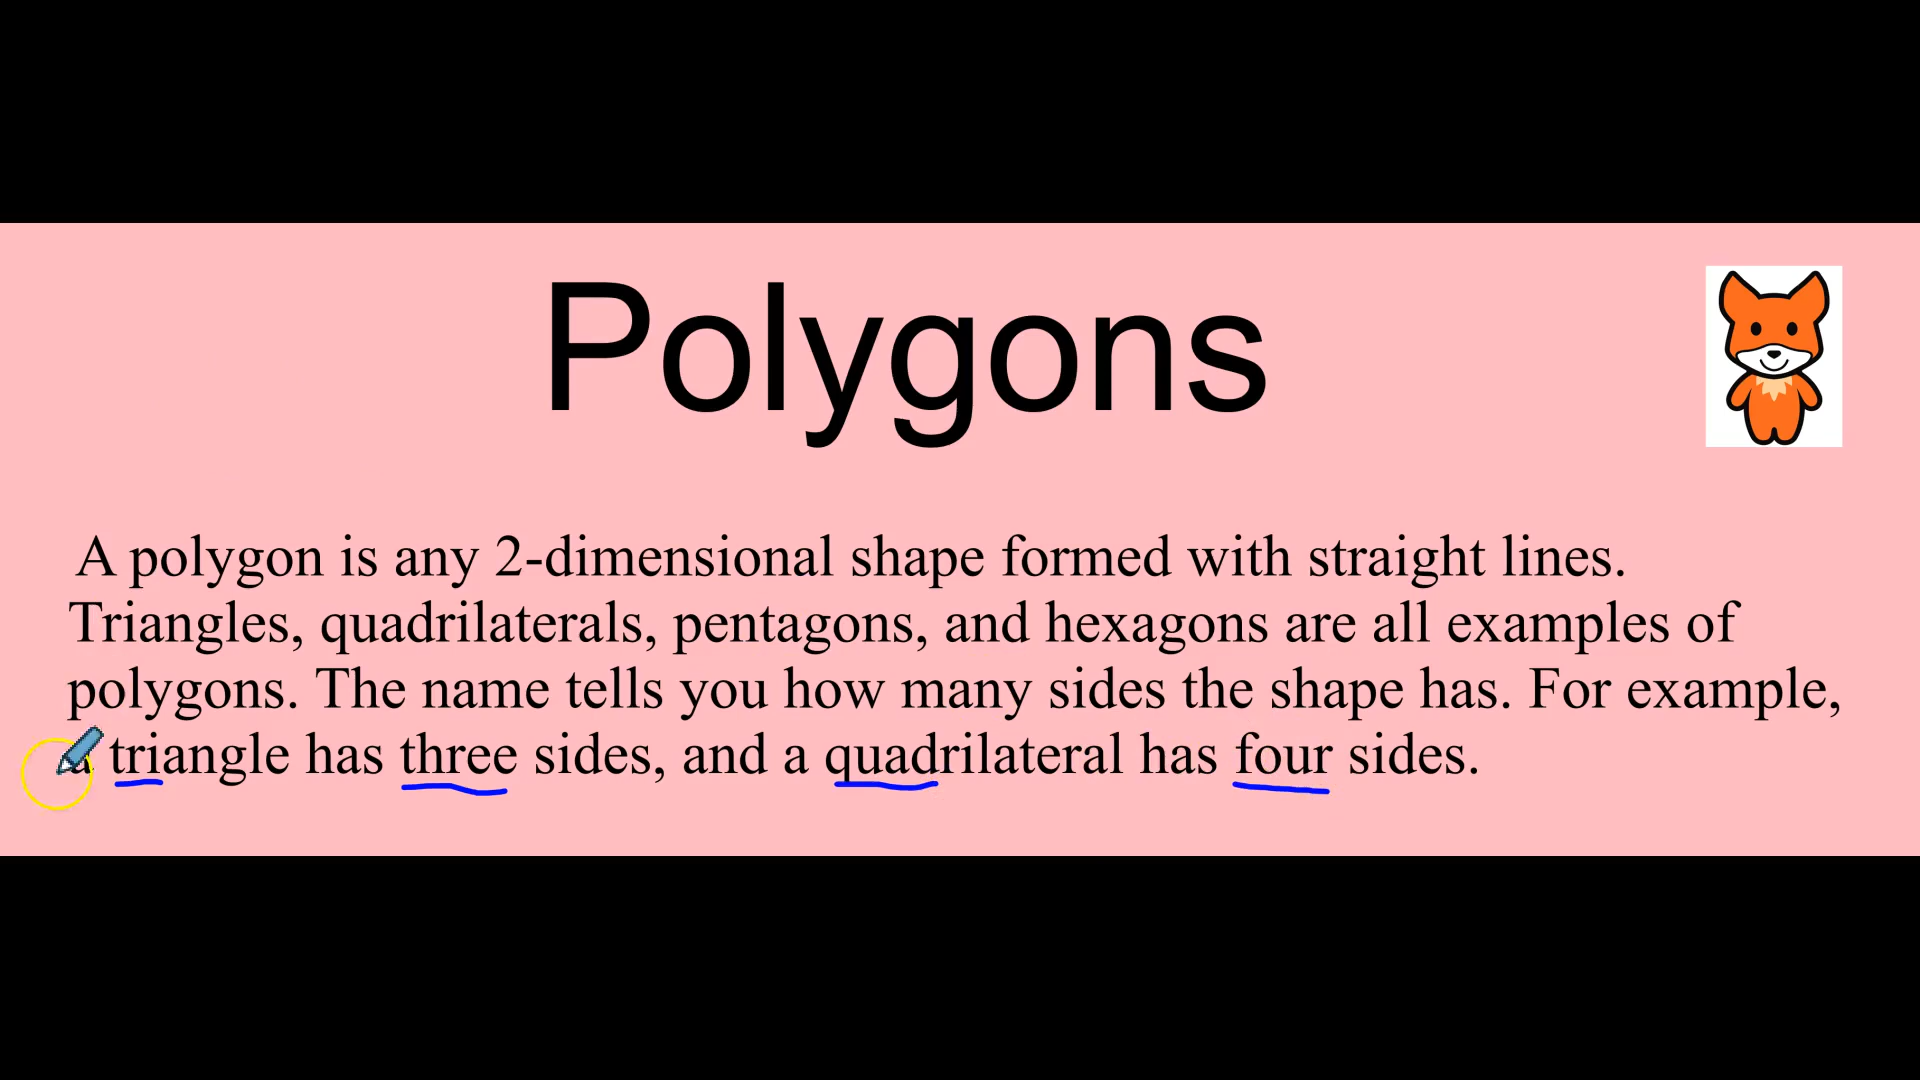 Polygons
A polygon is any 2-dimensional shape formed with straight lines.
Triangles, quadrilaterals, pentagons, and hexagons are all examples of
polygons. The name tells you how many sides the shape has. For example,
a triangle has three sides, and a quadrilateral has four sides.